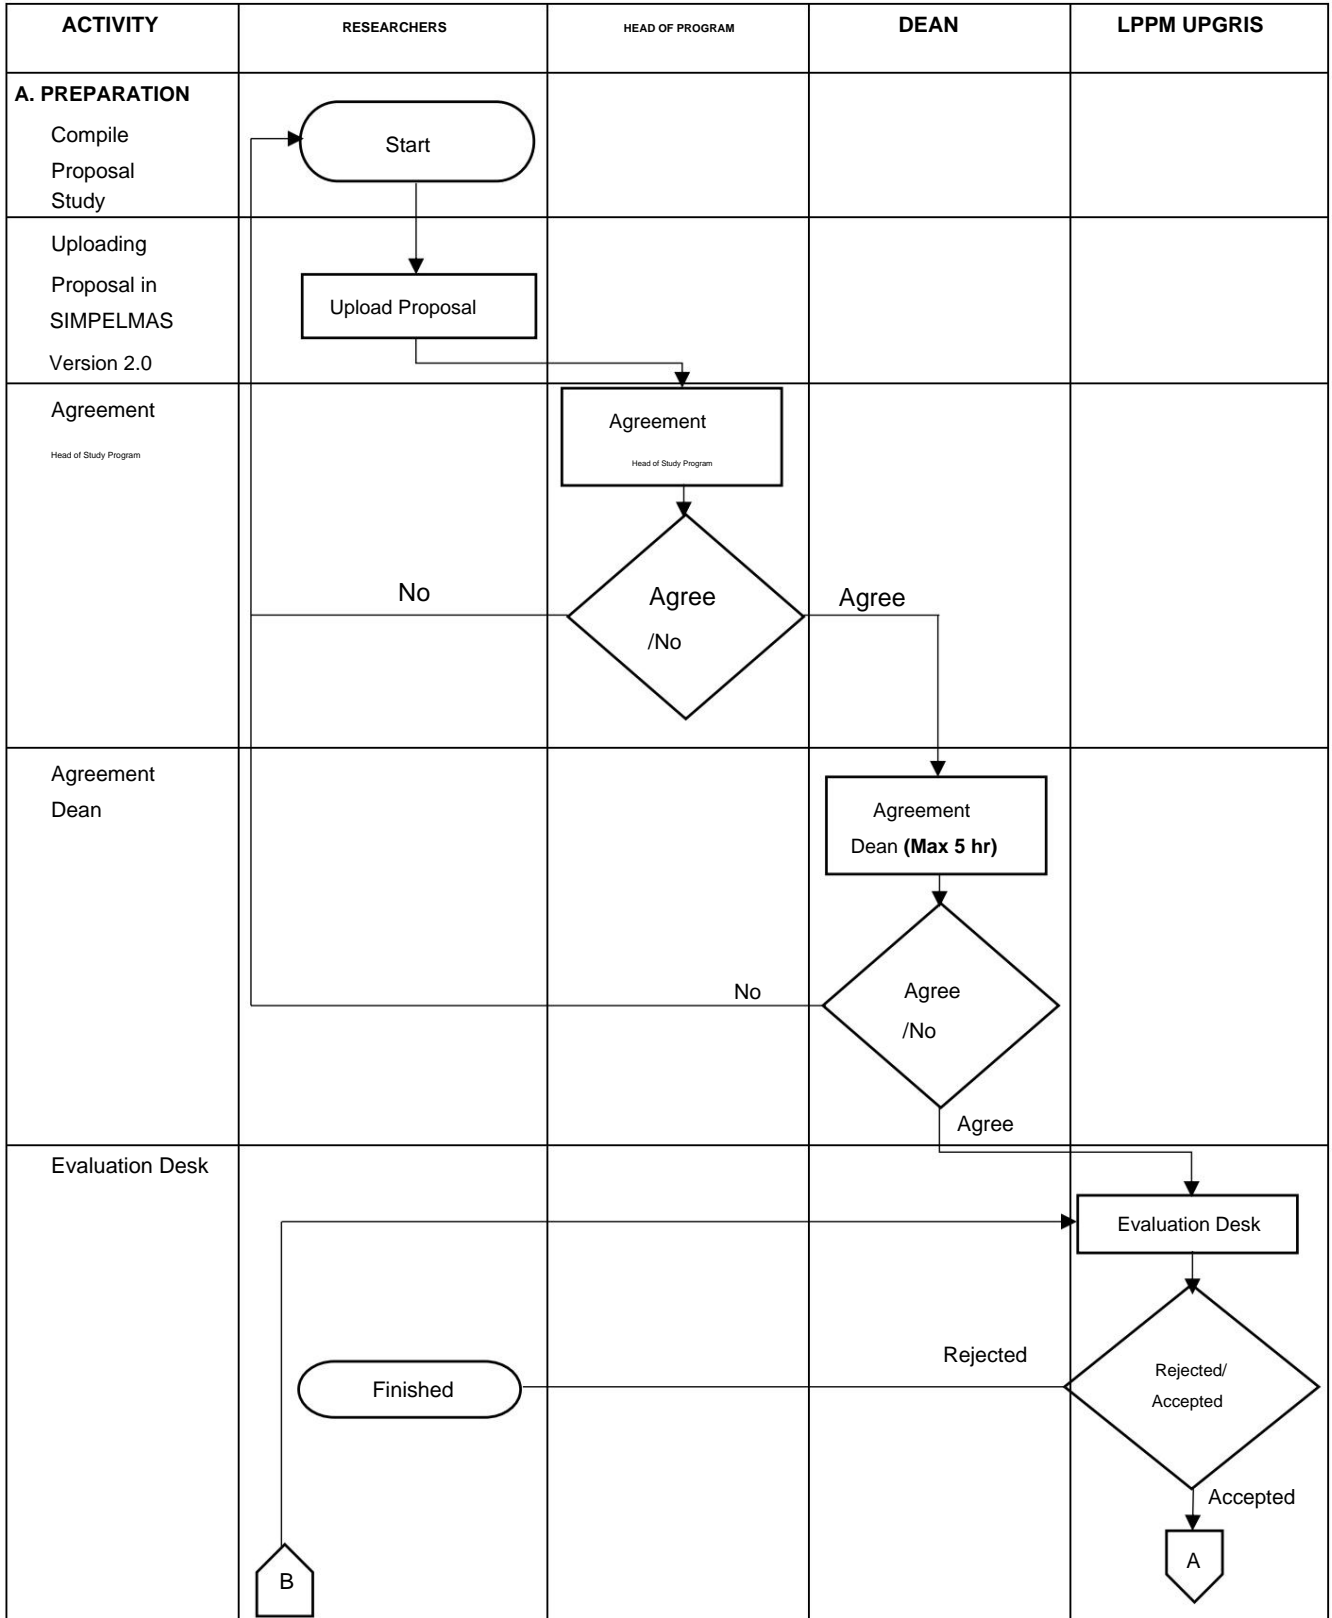 ACTIVITY
RESEARCHERS
HEAD OF PROGRAM
DEAN
LPPM UPGRIS
A. PREPARATION
Compile
Proposal
Study
Start
Uploading
Proposal in
SIMPELMAS
Version 2.0
Upload Proposal
Agreement
Head of Study Program
Agreement
Head of Study Program
No
Agree
/No
Agree
Agreement
Dean
Agreement
Dean (Max 5 hr)
No
Agree
/No
Agree
Evaluation Desk
Evaluation Desk
Finished
Rejected
Rejected/
Accepted
Accepted
B
A